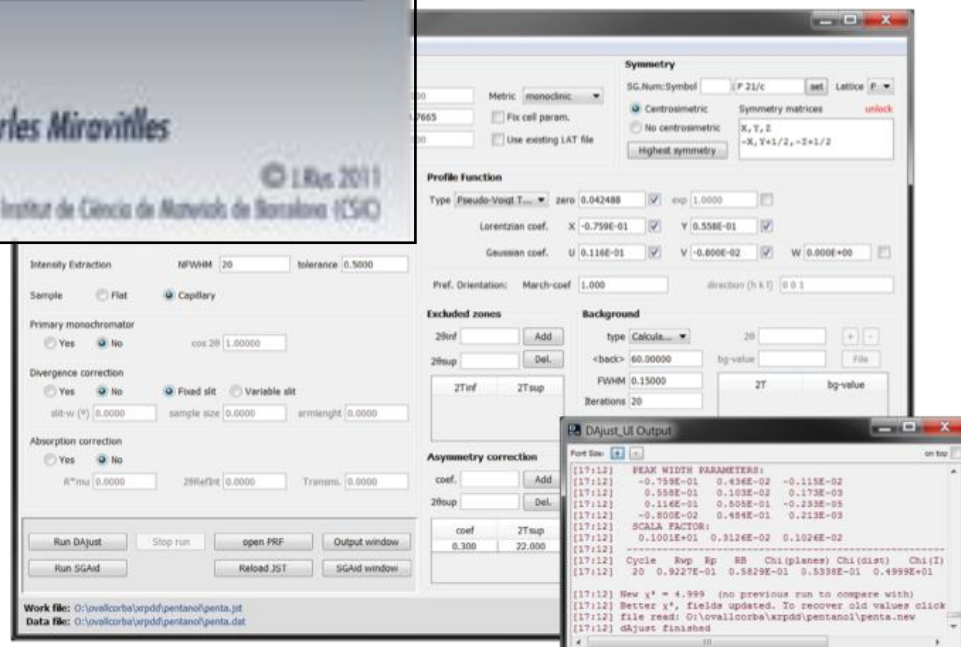 rles Miravitlles
© J.Rius 2011
Institut de Ciència de Materials de Barcelona (CSIC)
Metric monoclinic
7665 Fix cell param.
Use existing LAT file
Symmetry
SG.Num:Symbol : P 21/c set Lattice P
Centrosimetric Symmetry matrices unlock
No centrosimetric X,Y,Z
-X,Y+1/2,-Z+1/2
Highest symmetry
Profile Function
Type Pseudo-Voigt T... zero 0.042488 exp 1.0000
Lorentzian coef. X -0.759E-01 Y 0.558E-01
Gaussian coef. U 0.116E-01 V -0.800E-02 W 0.000E+00
Pref. Orientation: March-coef 1.000 direction (h k l) 0 0 1
Intensity Extraction NFWHM 20 tolerance 0.5000
Sample Flat Capillary
Primary monochromator
Yes No cos 2θ 1.00000
Divergence correction
Yes No Fixed slit Variable slit
slit-w (º) 0.0000 sample size 0.0000 armlenght 0.0000
Absorption correction
Yes No
R*mu 0.0000 2θRefInt 0.0000 Transmi. 0.0000
Run DAjust Stop run open PRF Output window
Run SGAid Reload JST SGAid window
Excluded zones
2θinf Add
2θsup Del.
2Tinf 2Tsup
Asymmetry correction
coef. Add
2θsup Del.
coef 2Tsup
0.300 22.000
Background
type Calcula... 2θ + -
<back> 60.00000 bg-value File
FWHM 0.15000 2T bg-value
Iterations 20
Work file: O:\ovallcorba\xrpdd\pentanol\penta.jst
Data file: O:\ovallcorba\xrpdd\pentanol\penta.dat
DAjust_UI Output
Font Size: + - on top
[17:12] PEAK WIDTH PARAMETERS:
[17:12] -0.759E-01 0.436E-02 -0.115E-02
[17:12] 0.558E-01 0.103E-02 0.173E-03
[17:12] 0.116E-01 0.505E-01 -0.233E-05
[17:12] -0.800E-02 0.484E-01 0.213E-03
[17:12] SCALA FACTOR:
[17:12] 0.1001E+01 0.3126E-02 0.1026E-02
[17:12] --------------------------------------------------
[17:12] Cycle Rwp Rp RB Chi(planes) Chi(dist) Chi(I)
[17:12] 20 0.9227E-01 0.5829E-01 0.5338E-01 0.4999E+01
[17:12] New χ² = 4.999 (no previous run to compare with)
[17:12] Better χ², fields updated. To recover old values click
[17:12] file read: O:\ovallcorba\xrpdd\pentanol\penta.new
[17:12] dAjust finished